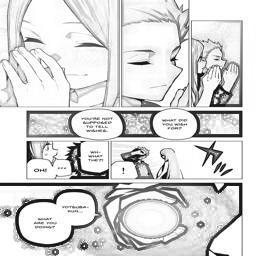 WHAT DID
YOU WISH
FOR?
YOU'RE NOT
SUPPOSED
TO TELL
WISHES.
WH-
WHAT
THE?!
OH!
...
!
YOTSUBA-
KUN...
WHAT
ARE YOU
DOING?